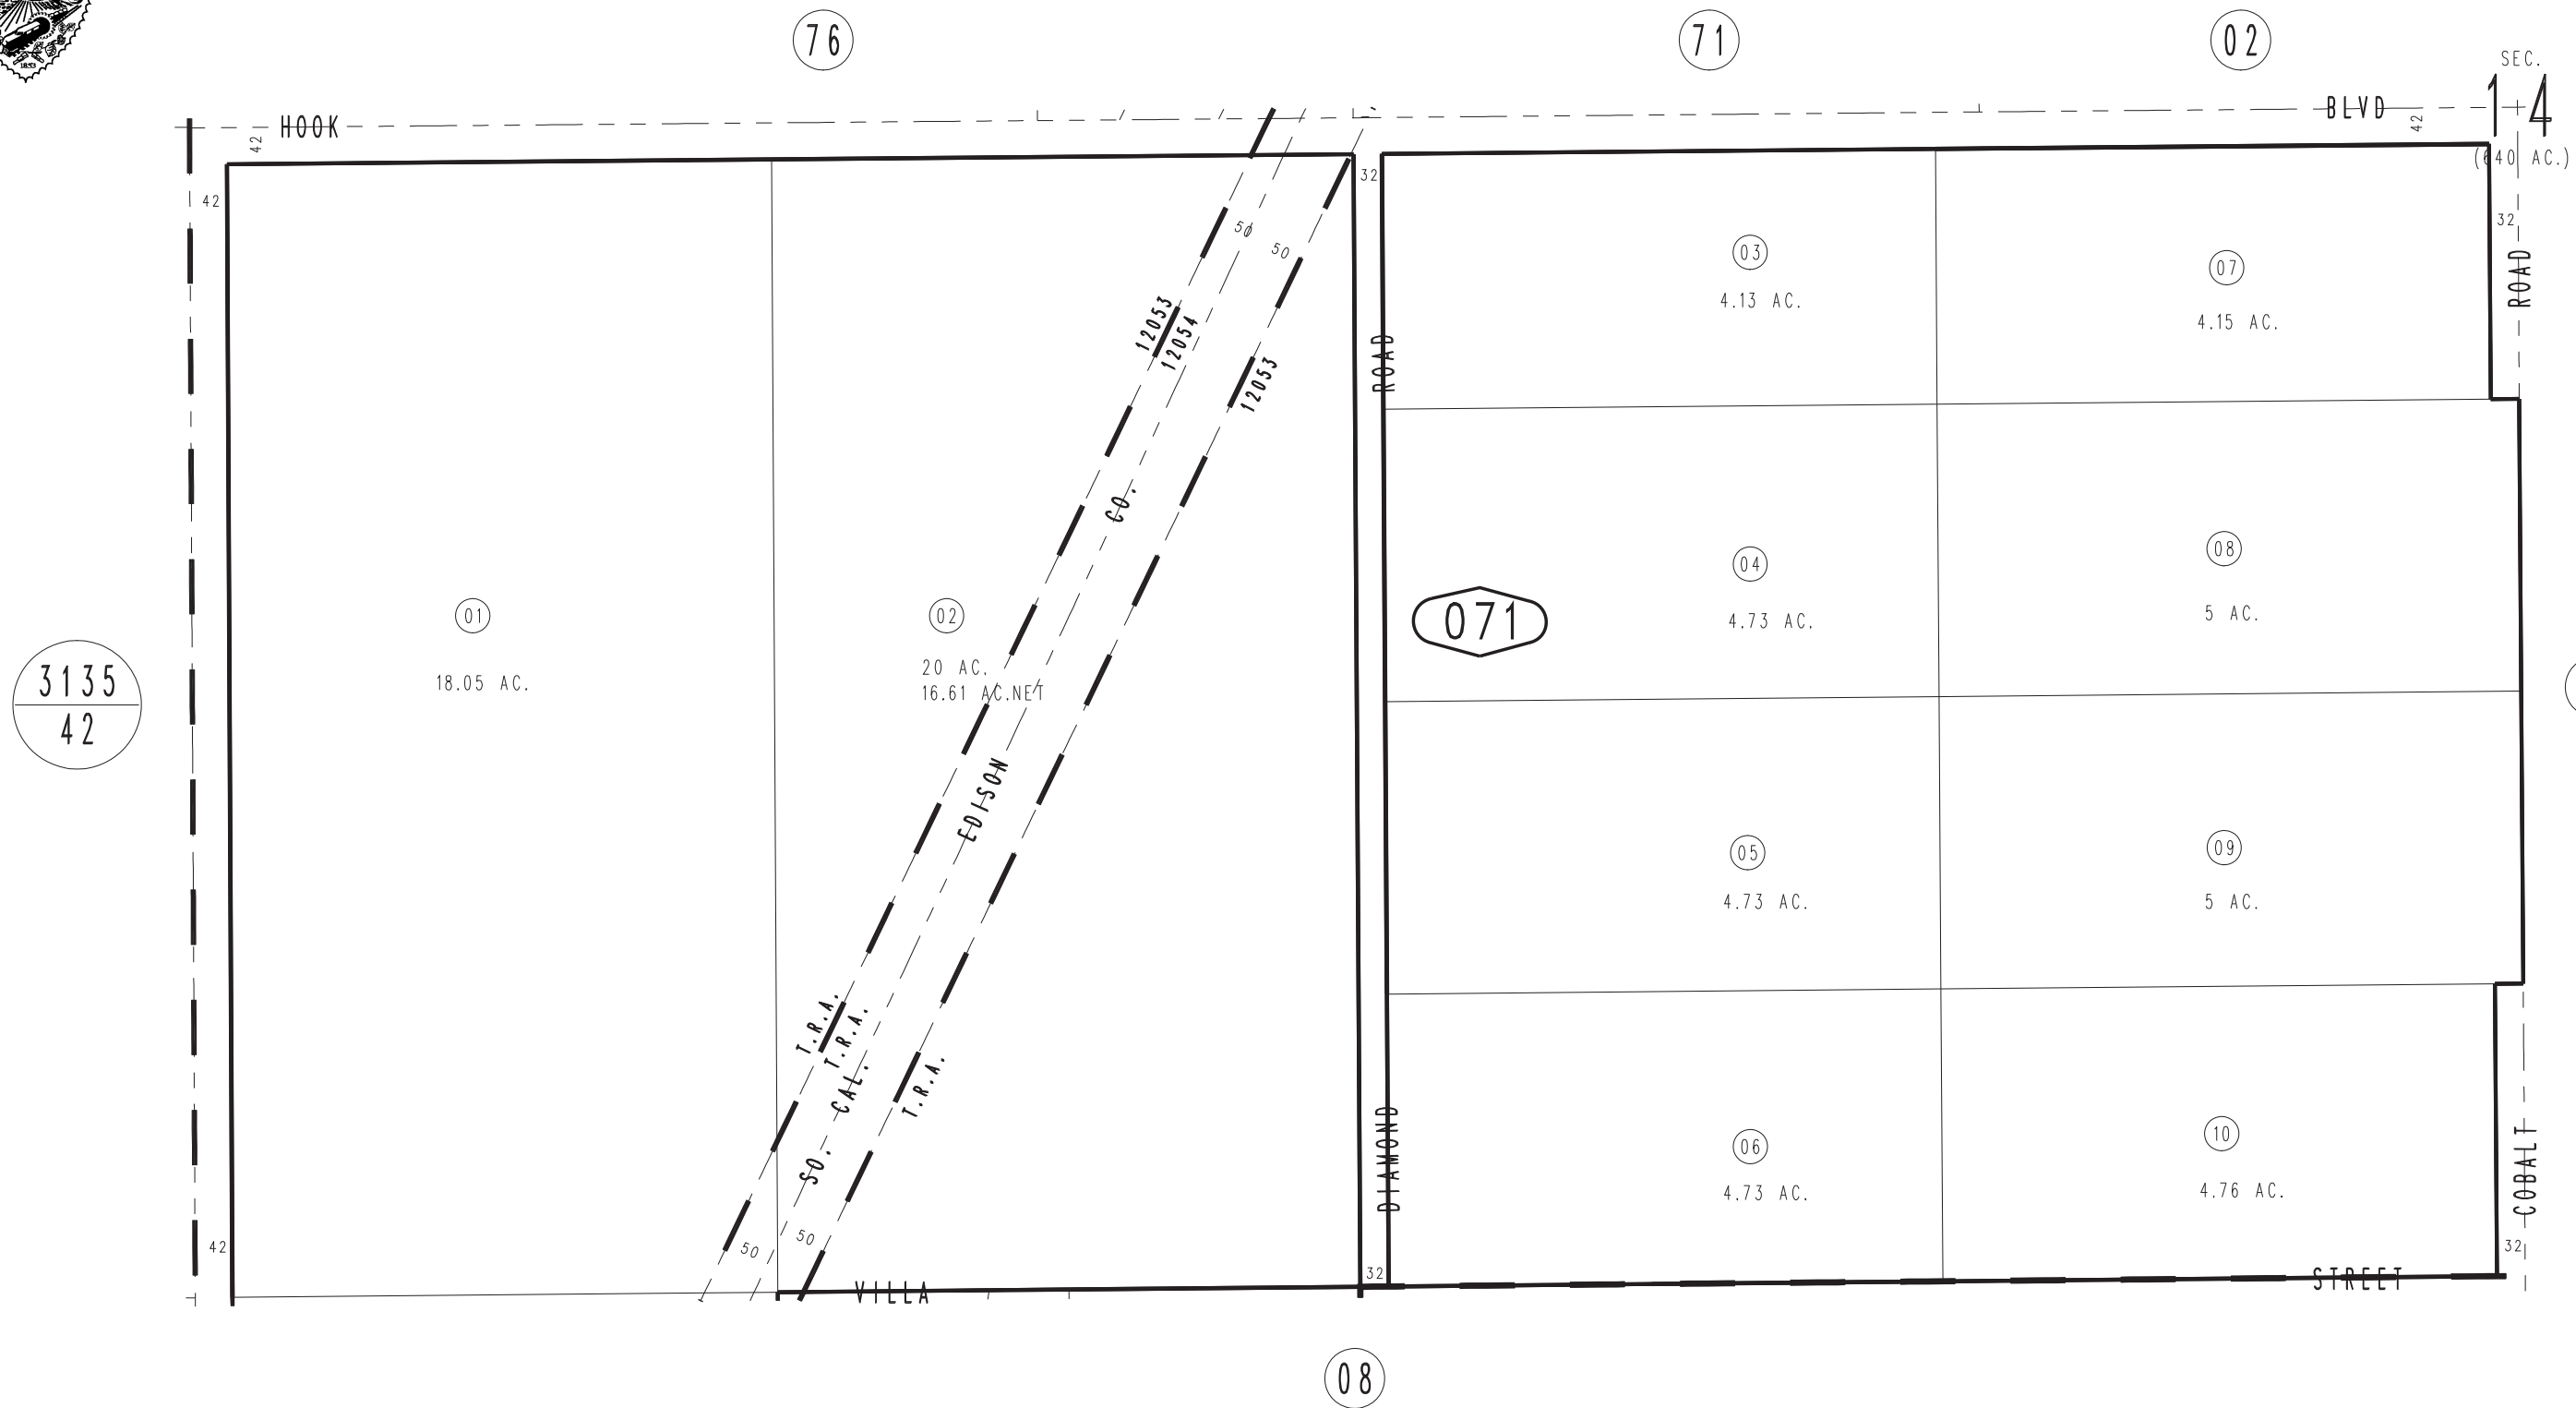 76
71
02
SEC.
14
(640 AC.)
HOOK
BLVD
42
42
42
32
32
50
50
ROAD
ROAD
12053
12054
12053
03
4.13 AC.
07
4.15 AC.
CO.
04
4.73 AC.
08
5 AC.
071
01
18.05 AC.
02
20 AC.
16.61 AC.NET
3135
42
EDISON
05
4.73 AC.
09
5 AC.
T.R.A.
T.R.A.
T.R.A.
SO. CAL.
DIAMOND
COBALT
06
4.73 AC.
10
4.76 AC.
42
50
50
32
32
VILLA
STREET
08